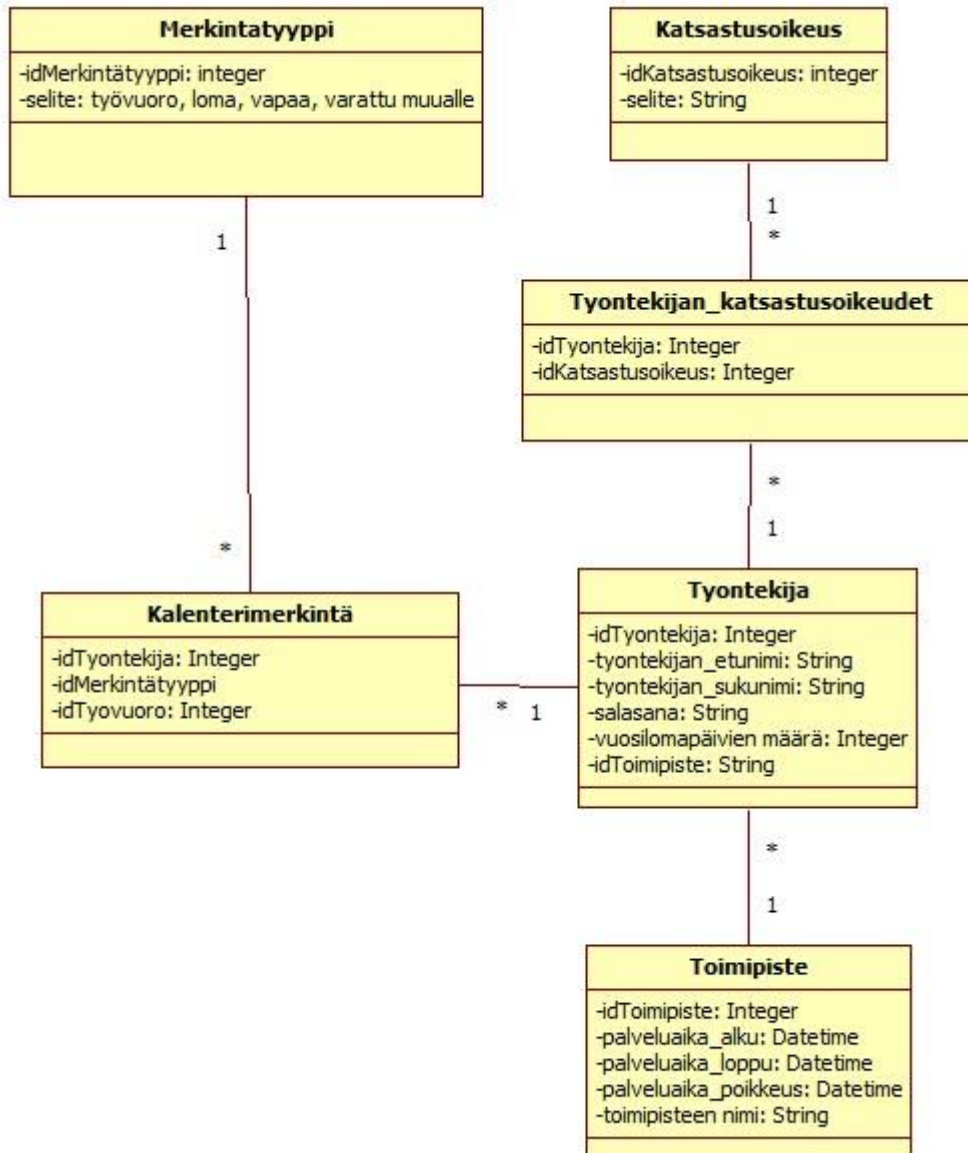 Merkintatyyppi
-idMerkintätyyppi: integer
-selite: työvuoro, loma, vapaa, varattu muualle
Katsastusoikeus
-idKatsastusoikeus: integer
-selite: String
1
1
*
Tyontekijan_katsastusoikeudet
-idTyontekija: Integer
-idKatsastusoikeus: Integer
*
1
*
Kalenterimerkintä
-idTyontekija: Integer
-idMerkintätyyppi
-idTyovuoro: Integer
*
1
Tyontekija
-idTyontekija: Integer
-tyontekijan_etunimi: String
-tyontekijan_sukunimi: String
-salasana: String
-vuosilomapäivien määrä: Integer
-idToimipiste: String
*
1
Toimipiste
-idToimipiste: Integer
-palveluaika_alku: Datetime
-palveluaika_loppu: Datetime
-palveluaika_poikkeus: Datetime
-toimipisteen nimi: String